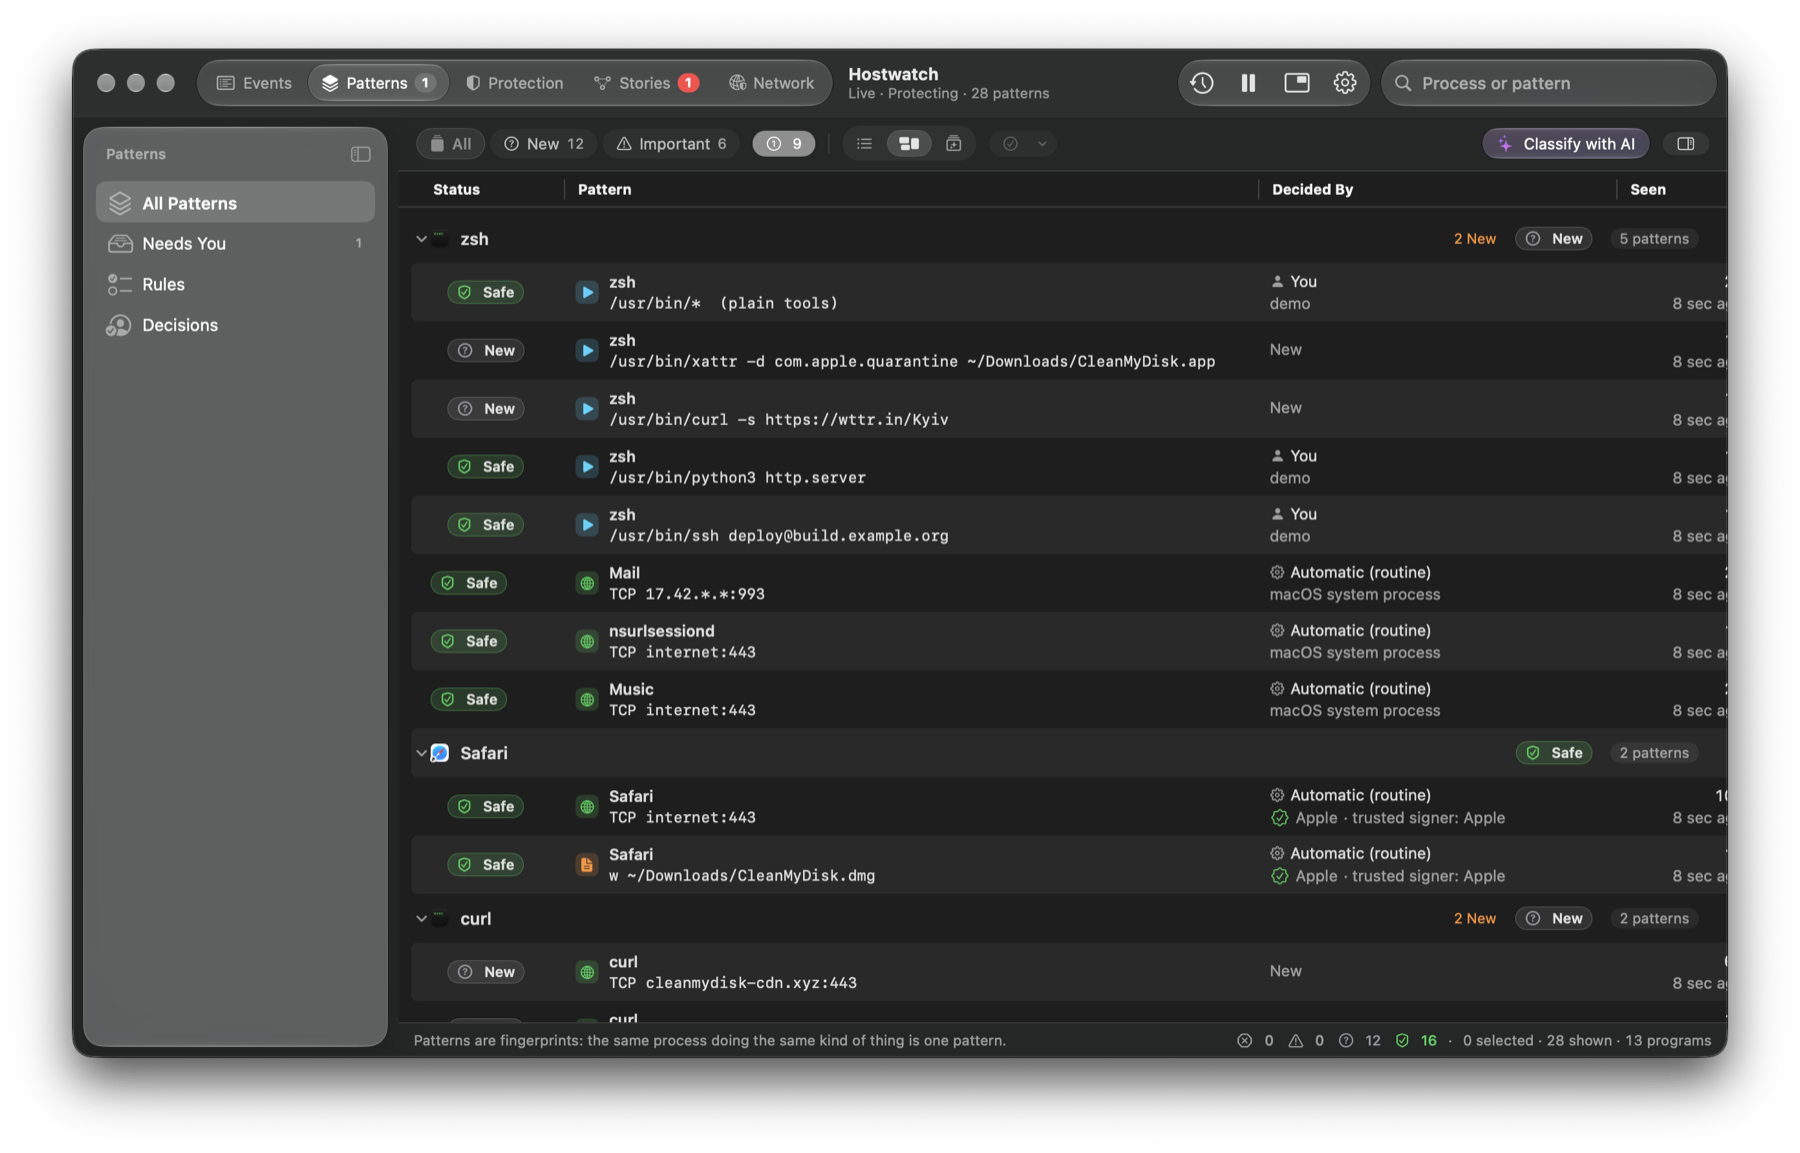 Events
Patterns 1
Protection
Stories 1
Network
Hostwatch
Live · Protecting · 28 patterns
Process or pattern
Patterns
All Patterns
Needs You 1
Rules
Decisions
All
New 12
Important 6
9
Classify with AI
Status Pattern Decided By Seen
zsh 2 New New 5 patterns
Safe zsh You
/usr/bin/* (plain tools) demo 8 sec
New zsh New
/usr/bin/xattr -d com.apple.quarantine ~/Downloads/CleanMyDisk.app 8 sec
New zsh New
/usr/bin/curl -s https://wttr.in/Kyiv 8 sec
Safe zsh You
/usr/bin/python3 http.server demo 8 sec
Safe zsh You
/usr/bin/ssh deploy@build.example.org demo 8 sec
Safe Mail Automatic (routine)
TCP 17.42.*.*:993 macOS system process 8 sec
Safe nsurlsessiond Automatic (routine)
TCP internet:443 macOS system process 8 sec
Safe Music Automatic (routine)
TCP internet:443 macOS system process 8 sec
Safari Safe 2 patterns
Safe Safari Automatic (routine)
TCP internet:443 Apple · trusted signer: Apple 8 sec
Safe Safari Automatic (routine)
w ~/Downloads/CleanMyDisk.dmg Apple · trusted signer: Apple 8 sec
curl 2 New New 2 patterns
New curl New
TCP cleanmydisk-cdn.xyz:443 8 sec
curl
Patterns are fingerprints: the same process doing the same kind of thing is one pattern.
0 0 12 16 · 0 selected · 28 shown · 13 programs